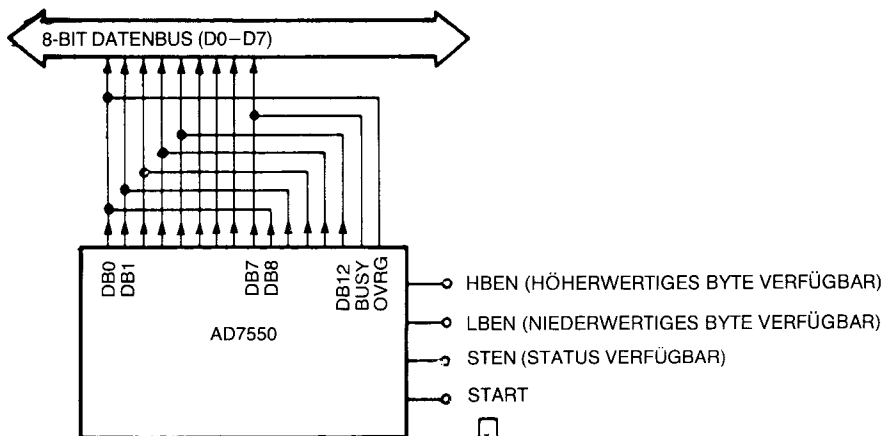 8-BIT DATENBUS (D0–D7)
DB0
DB1
DB7
DB8
DB12
BUSY
OVRG
AD7550
HBEN (HÖHERWERTIGES BYTE VERFÜGBAR)
LBEN (NIEDERWERTIGES BYTE VERFÜGBAR)
STEN (STATUS VERFÜGBAR)
START